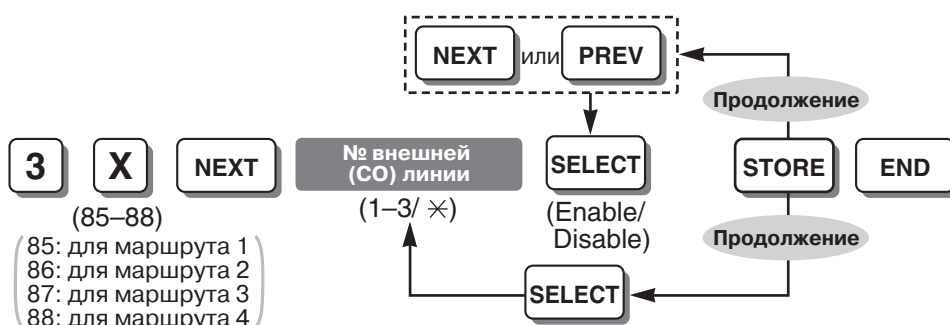 NEXT или PREV
Продолжение
3 X NEXT
№ внешней
(CO) линии
SELECT
STORE
END
(85–88)
(1–3/ ✳)
(Enable/
Disable)
Продолжение
85: для маршрута 1
86: для маршрута 2
87: для маршрута 3
88: для маршрута 4
SELECT